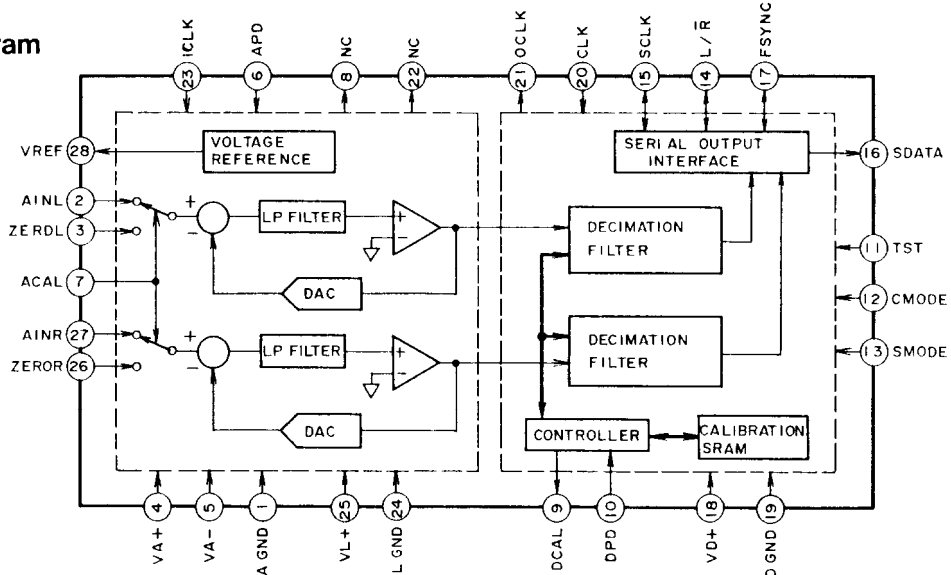 ram
ICLK
APD
NC
NC
OCLK
CLK
SCLK
L/R̅
FSYNC
23
6
8
22
21
20
15
14
17
VREF 28
VOLTAGE
REFERENCE
SERIAL OUTPUT
INTERFACE
16 SDATA
AINL 2
ZERDL 3
ACAL 7
AINR 27
ZEROR 26
+
−
LP FILTER
+
−
DAC
DECIMATION
FILTER
11 TST
12 CMODE
13 SMODE
+
−
LP FILTER
+
−
DAC
DECIMATION
FILTER
CONTROLLER
CALIBRATION
SRAM
4
5
1
25
24
9
10
18
19
VA+
VA-
A GND
VL+
L GND
DCAL
DPD
VD+
D GND